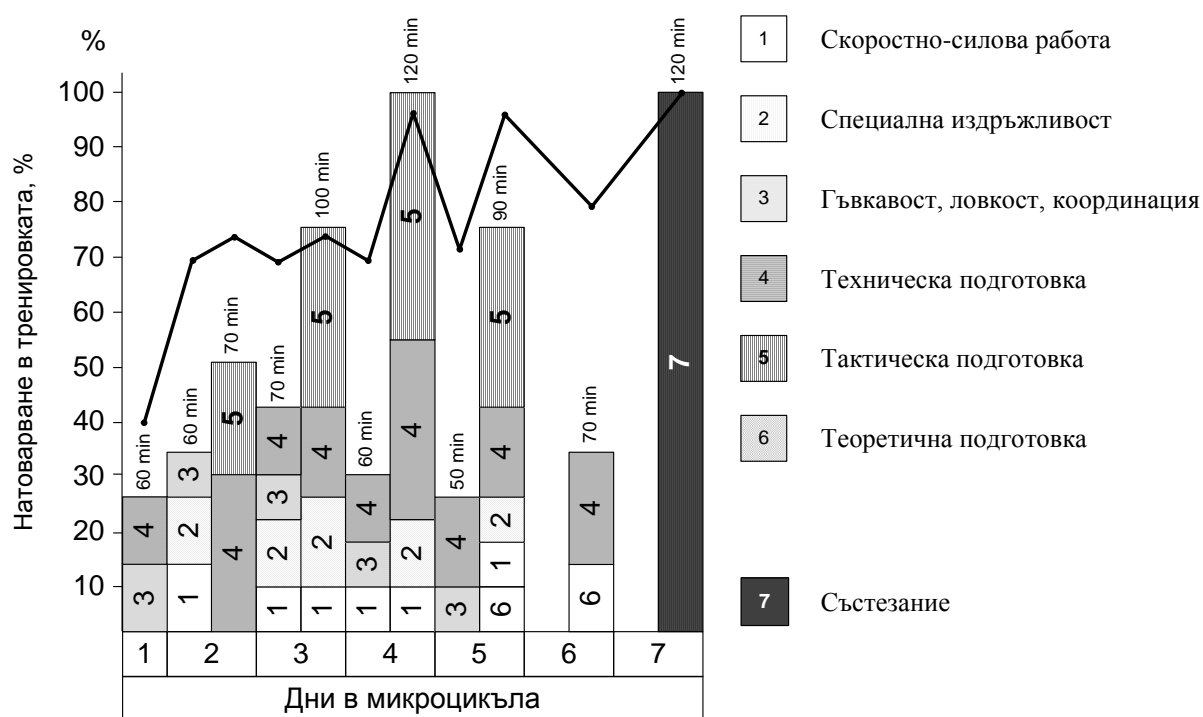 %
Натоварване в тренировката, %
100
90
80
70
60
50
40
30
20
10
60 min
60 min
70 min
70 min
100 min
60 min
120 min
50 min
90 min
70 min
120 min
4
3
3
2
1
5
4
4
3
2
1
5
4
2
1
4
3
1
5
4
2
1
4
3
5
4
2
1
6
4
6
7
1 2 3 4 5 6 7
Дни в микроцикъла
1 Скоростно-силова работа
2 Специална издръжливост
3 Гъвкавост, ловкост, координация
4 Техническа подготовка
5 Тактическа подготовка
6 Теоретична подготовка
7 Състезание